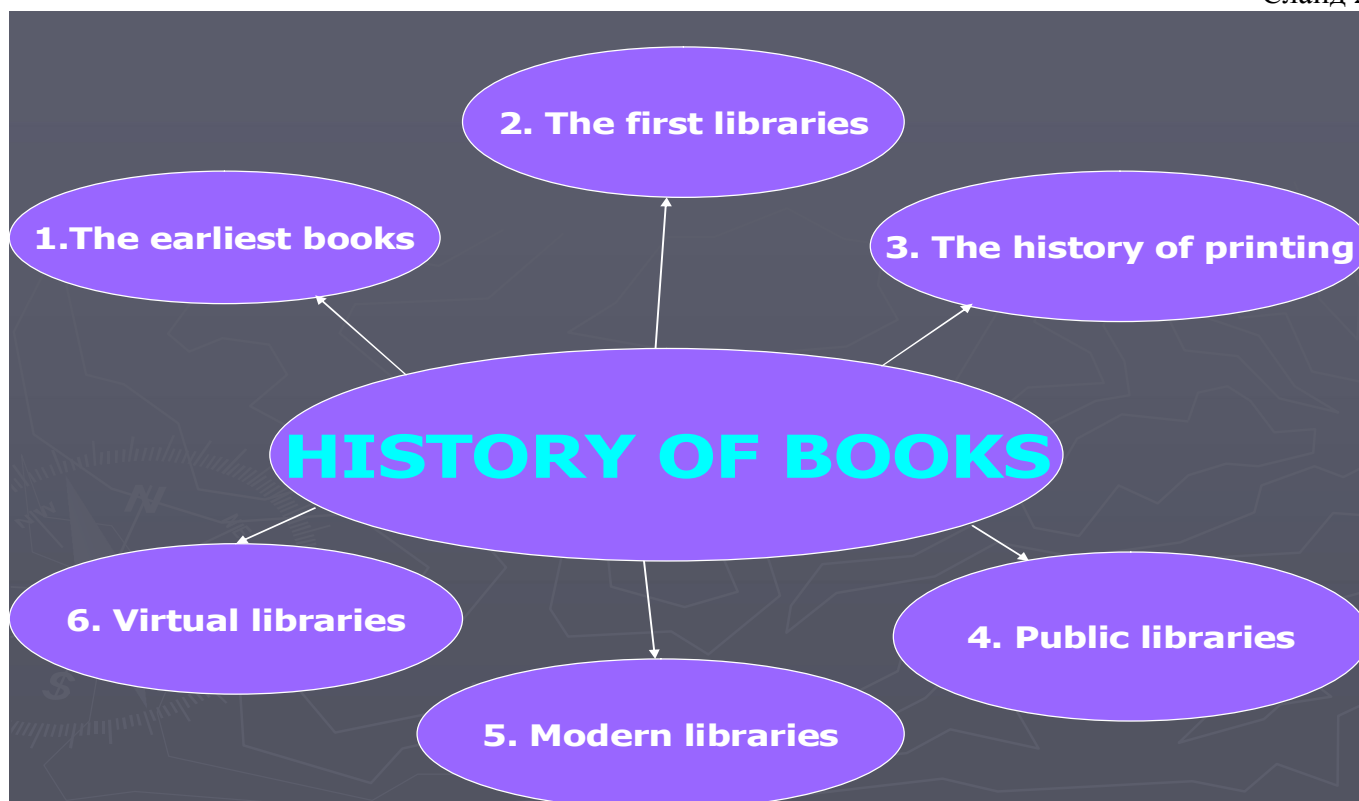 2. The first libraries
1.The earliest books
3. The history of printing
HISTORY OF BOOKS
6. Virtual libraries
4. Public libraries
5. Modern libraries